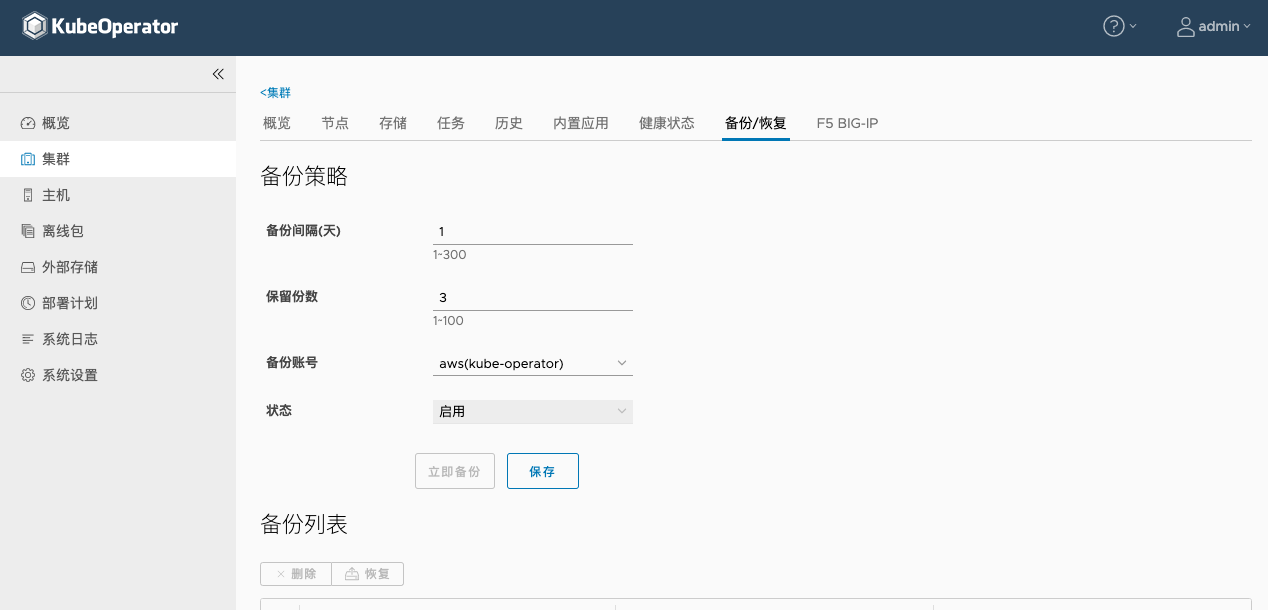 KubeOperator
admin
概览
集群
主机
离线包
外部存储
部署计划
系统日志
系统设置
<集群
概览 节点 存储 任务 历史 内置应用 健康状态 备份/恢复 F5 BIG-IP
备份策略
备份间隔(天) 1
1~300
保留份数 3
1~100
备份账号 aws(kube-operator)
状态 启用
立即备份 保存
备份列表
删除 恢复